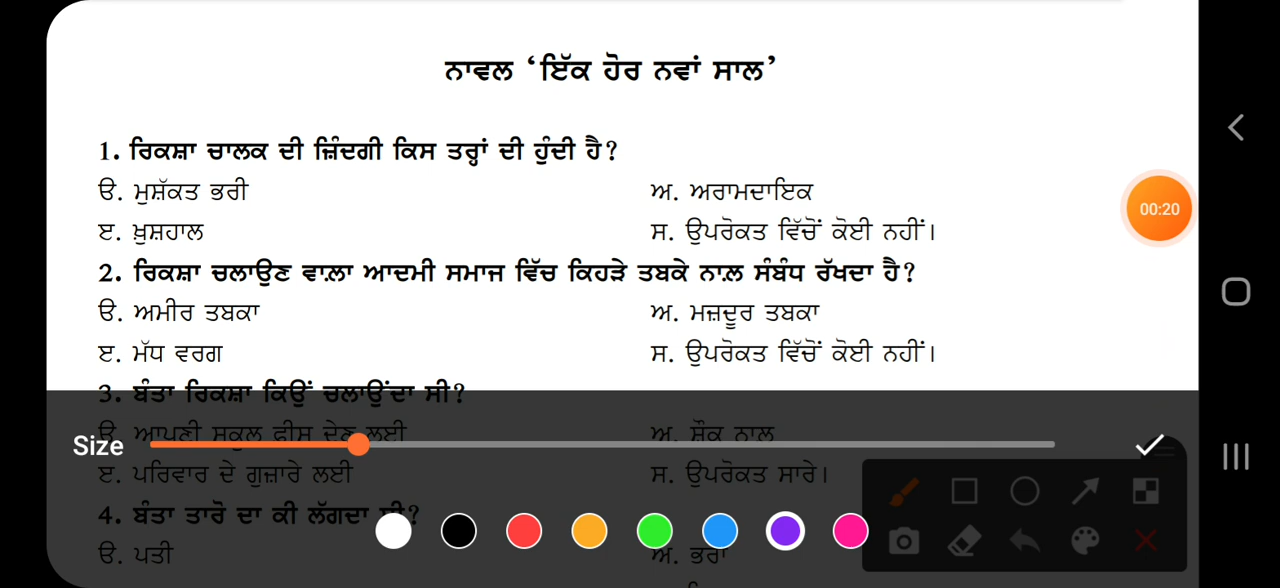 ਨਾਵਲ ‘ਇੱਕ ਹੋਰ ਨਵਾਂ ਸਾਲ’
1. ਰਿਕਸ਼ਾ ਚਾਲਕ ਦੀ ਜ਼ਿੰਦਗੀ ਕਿਸ ਤਰ੍ਹਾਂ ਦੀ ਹੁੰਦੀ ਹੈ?
ੳ. ਮੁਸ਼ੱਕਤ ਭਰੀ ਅ. ਅਰਾਮਦਾਇਕ
ੲ. ਖ਼ੁਸ਼ਹਾਲ ਸ. ਉਪਰੋਕਤ ਵਿੱਚੋਂ ਕੋਈ ਨਹੀਂ।
00:20
2. ਰਿਕਸ਼ਾ ਚਲਾਉਣ ਵਾਲ਼ਾ ਆਦਮੀ ਸਮਾਜ ਵਿੱਚ ਕਿਹੜੇ ਤਬਕੇ ਨਾਲ਼ ਸੰਬੰਧ ਰੱਖਦਾ ਹੈ?
ੳ. ਅਮੀਰ ਤਬਕਾ ਅ. ਮਜ਼ਦੂਰ ਤਬਕਾ
ੲ. ਮੱਧ ਵਰਗ ਸ. ਉਪਰੋਕਤ ਵਿੱਚੋਂ ਕੋਈ ਨਹੀਂ।
3. ਬੰਤਾ ਰਿਕਸ਼ਾ ਕਿਉਂ ਚਲਾਉਂਦਾ ਸੀ?
ੳ. ਆਪਣੀ ਸਕੂਲ ਫ਼ੀਸ ਦੇਣ ਲਈ ਅ. ਸ਼ੌਕ ਨਾਲ
Size
ੲ. ਪਰਿਵਾਰ ਦੇ ਗੁਜ਼ਾਰੇ ਲਈ ਸ. ਉਪਰੋਕਤ ਸਾਰੇ।
4. ਬੰਤਾ ਤਾਰੋ ਦਾ ਕੀ ਲੱਗਦਾ ਸੀ?
ੳ. ਪਤੀ ਅ. ਭਰਾ